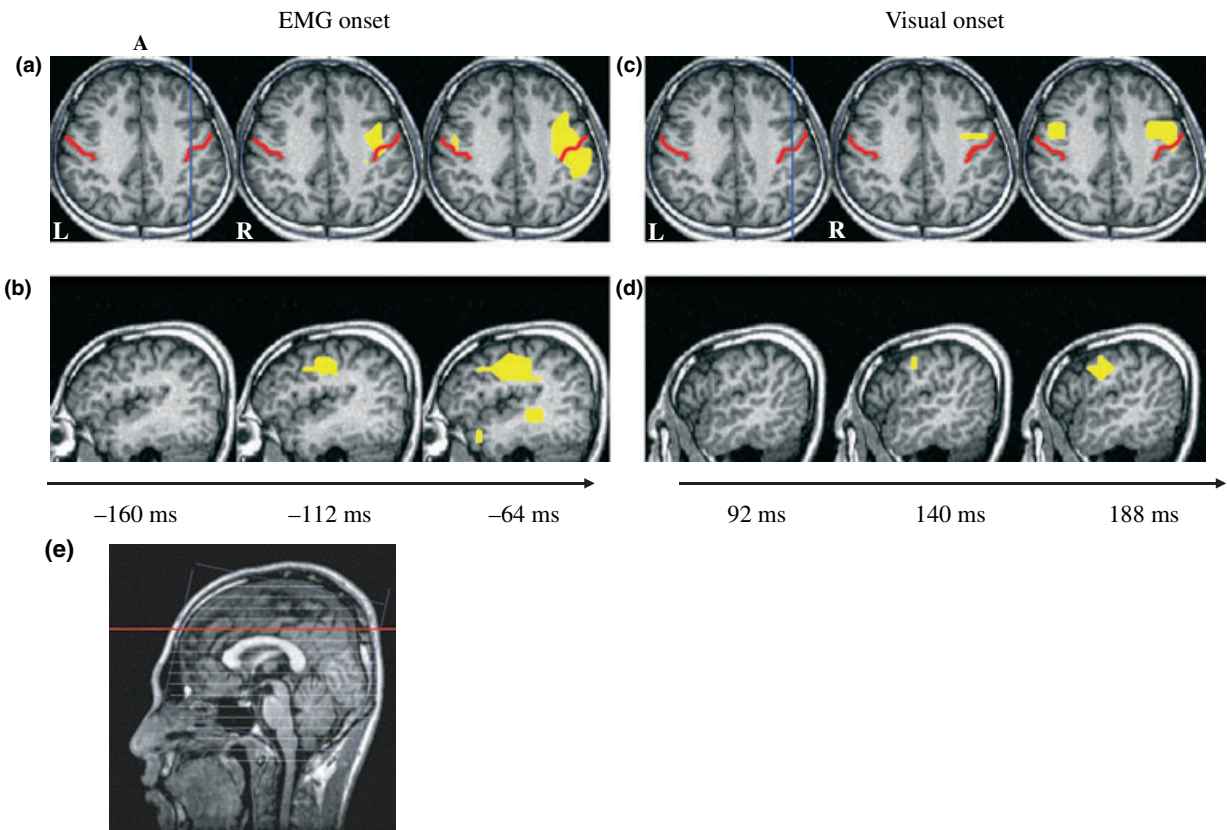 EMG onset
Visual onset
A
(a)
(c)
L
R
L
R
(b)
(d)
–160 ms
–112 ms
–64 ms
92 ms
140 ms
188 ms
(e)